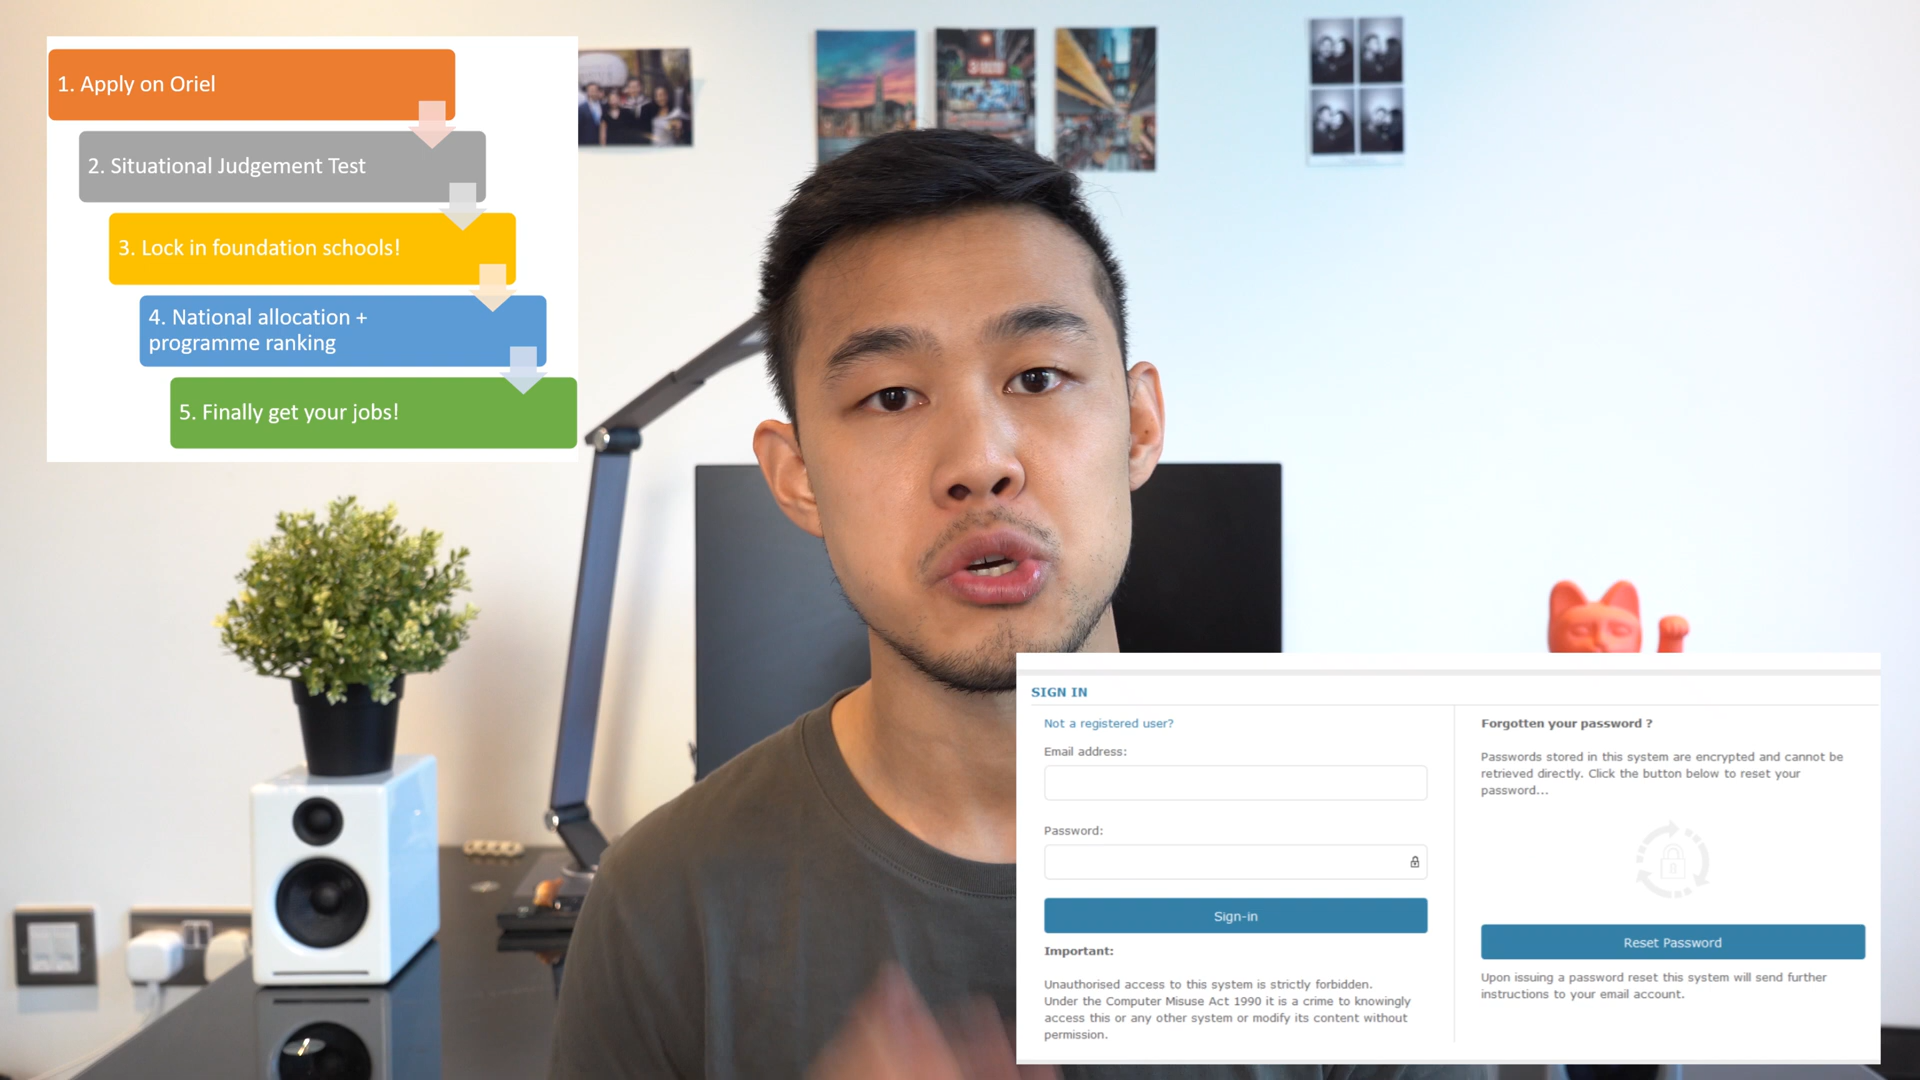 1. Apply on Oriel
2. Situational Judgement Test
3. Lock in foundation schools!
4. National allocation +
programme ranking
5. Finally get your jobs!
SIGN IN
Not a registered user?
Email address:
Password:
Sign-in
Important:
Unauthorised access to this system is strictly forbidden.
Under the Computer Misuse Act 1990 it is a crime to knowingly
access this or any other system or modify its content without
permission.
Forgotten your password ?
Passwords stored in this system are encrypted and cannot be
retrieved directly. Click the button below to reset your
password...
Reset Password
Upon issuing a password reset this system will send further
instructions to your email account.